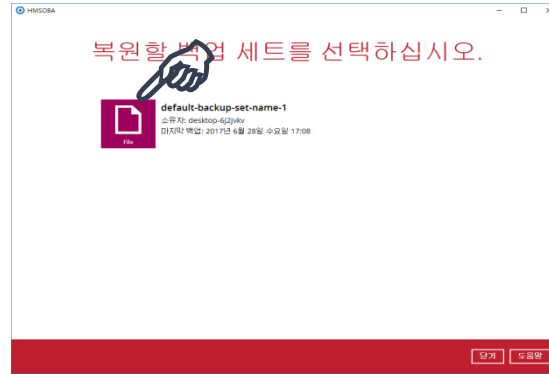 HMSOBA
복원할 백업 세트를 선택하십시오.
default-backup-set-name-1
소유자: desktop-6j2jvkv
마지막 백업: 2017년 6월 28일 수요일 17:08
File
닫기
도움말